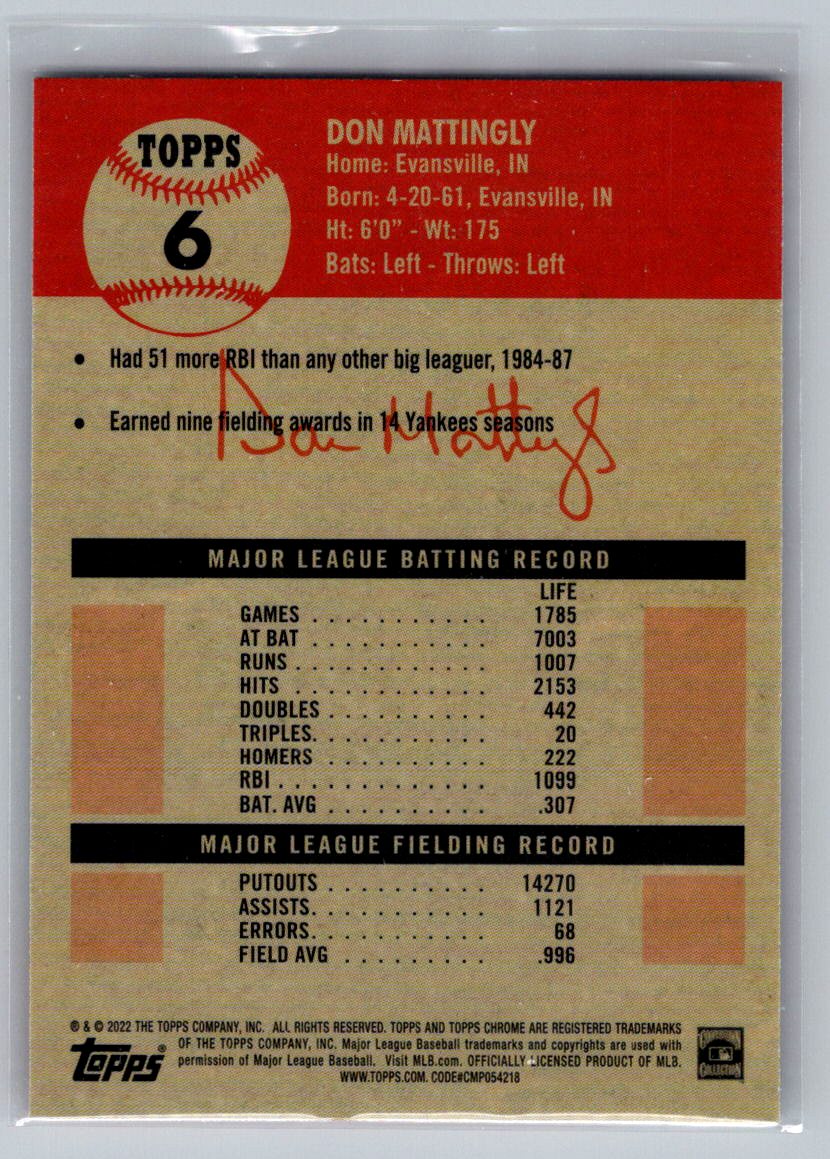 TOPPS
6
DON MATTINGLY
Home: Evansville, IN
Born: 4-20-61, Evansville, IN
Ht: 6'0" - Wt: 175
Bats: Left - Throws: Left
• Had 51 more RBI than any other big leaguer, 1984-87
• Earned nine fielding awards in 14 Yankees seasons
Don Mattingly
MAJOR LEAGUE BATTING RECORD
LIFE
GAMES . . . . . . . . . . . 1785
AT BAT . . . . . . . . . . . 7003
RUNS . . . . . . . . . . . . 1007
HITS . . . . . . . . . . . . 2153
DOUBLES . . . . . . . . . . 442
TRIPLES. . . . . . . . . . . 20
HOMERS . . . . . . . . . . . 222
RBI . . . . . . . . . . . . . 1099
BAT. AVG . . . . . . . . . . .307
MAJOR LEAGUE FIELDING RECORD
PUTOUTS . . . . . . . . . . 14270
ASSISTS. . . . . . . . . . . 1121
ERRORS. . . . . . . . . . . 68
FIELD AVG . . . . . . . . . .996
® & © 2022 THE TOPPS COMPANY, INC. ALL RIGHTS RESERVED. TOPPS AND TOPPS CHROME ARE REGISTERED TRADEMARKS
OF THE TOPPS COMPANY, INC. Major League Baseball trademarks and copyrights are used with
permission of Major League Baseball. Visit MLB.com. OFFICIALLY LICENSED PRODUCT OF MLB.
WWW.TOPPS.COM. CODE#CMP054218
Topps®
COOPERSTOWN
COLLECTION